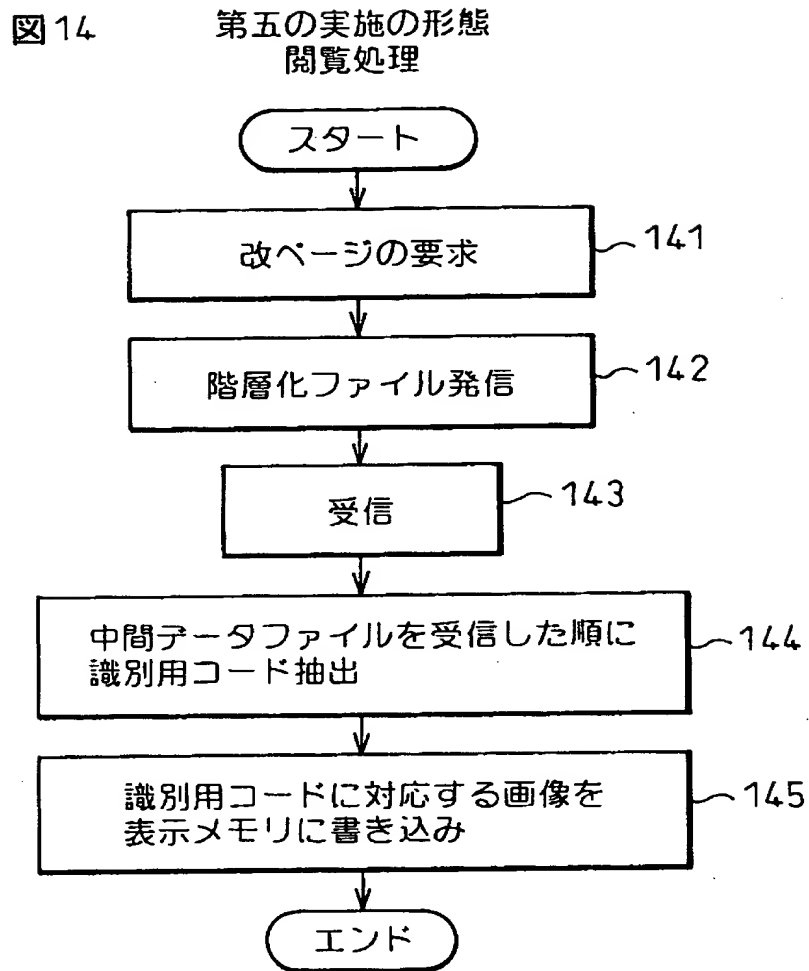 図14
第五の実施の形態
閲覧処理
スタート
改ページの要求
141
階層化ファイル発信
142
受信
143
中間データファイルを受信した順に
識別用コード抽出
144
識別用コードに対応する画像を
表示メモリに書き込み
145
エンド